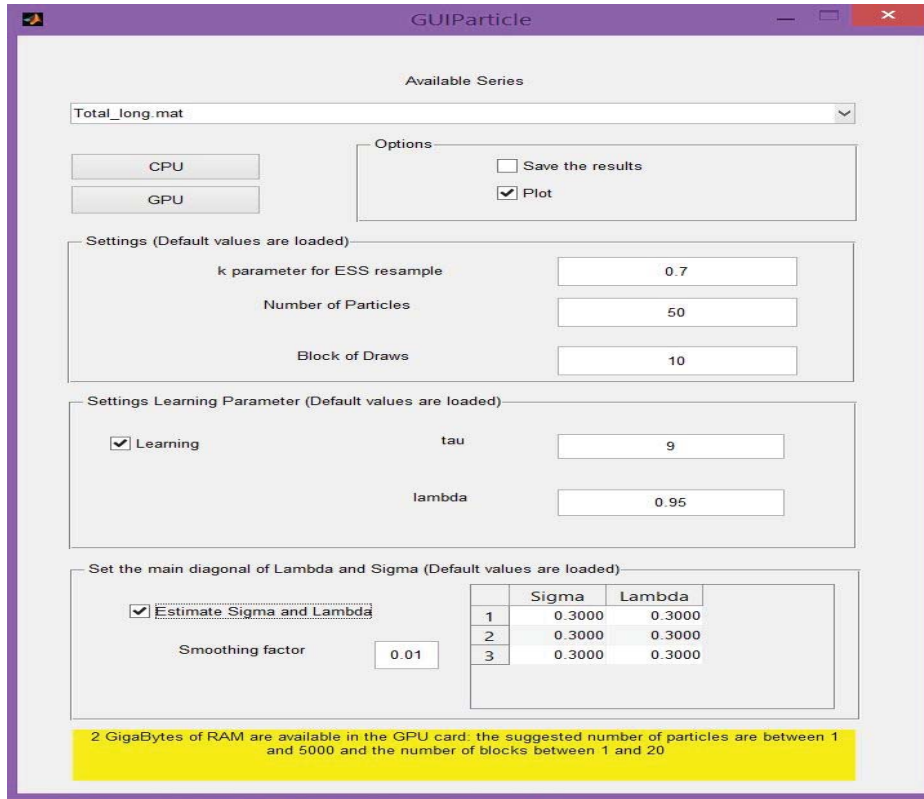 GUIParticle
Available Series
Total_long.mat
CPU
GPU
Options
Save the results
Plot
Settings (Default values are loaded)
k parameter for ESS resample
0.7
Number of Particles
50
Block of Draws
10
Settings Learning Parameter (Default values are loaded)
Learning
tau
9
lambda
0.95
Set the main diagonal of Lambda and Sigma (Default values are loaded)
Estimate Sigma and Lambda
Smoothing factor
0.01
Sigma Lambda
1 0.3000 0.3000
2 0.3000 0.3000
3 0.3000 0.3000
2 GigaBytes of RAM are available in the GPU card: the suggested number of particles are between 1
and 5000 and the number of blocks between 1 and 20